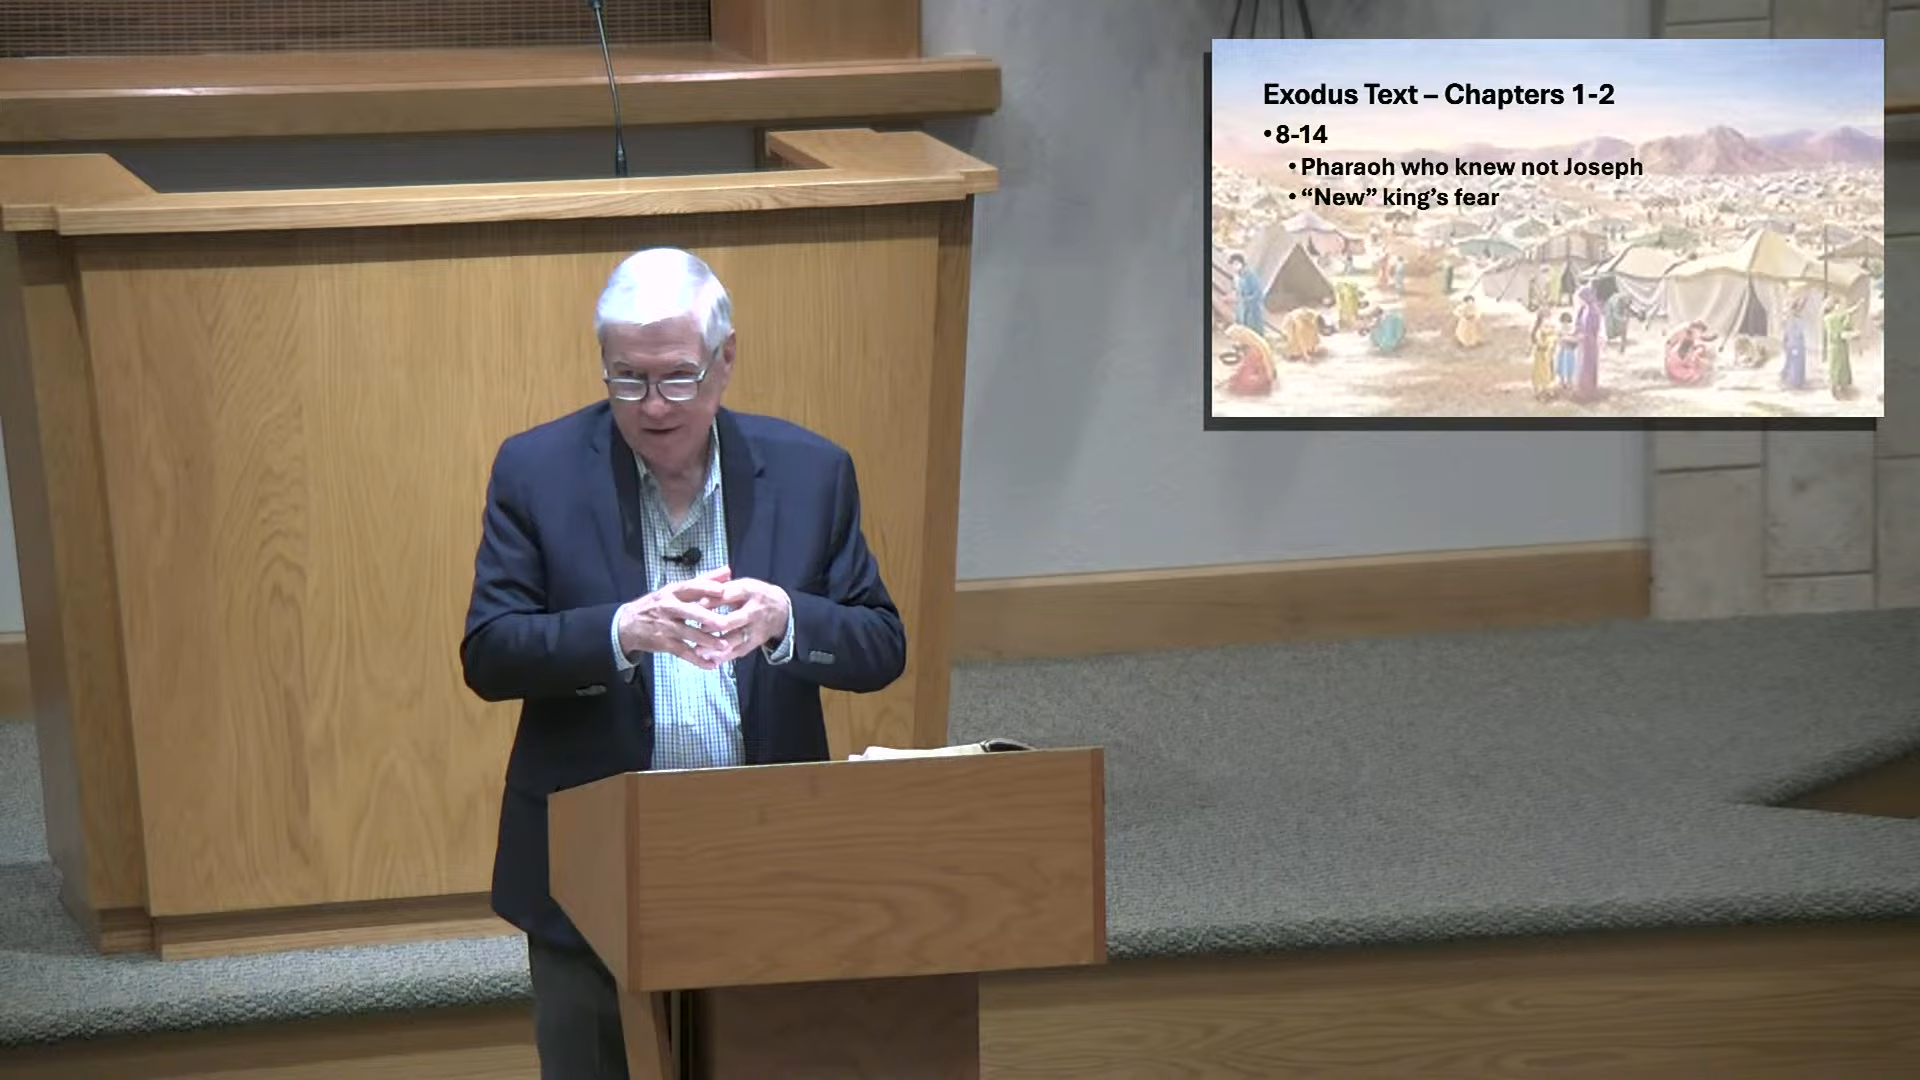 Exodus Text – Chapters 1-2
•8-14
•Pharaoh who knew not Joseph
•“New” king’s fear